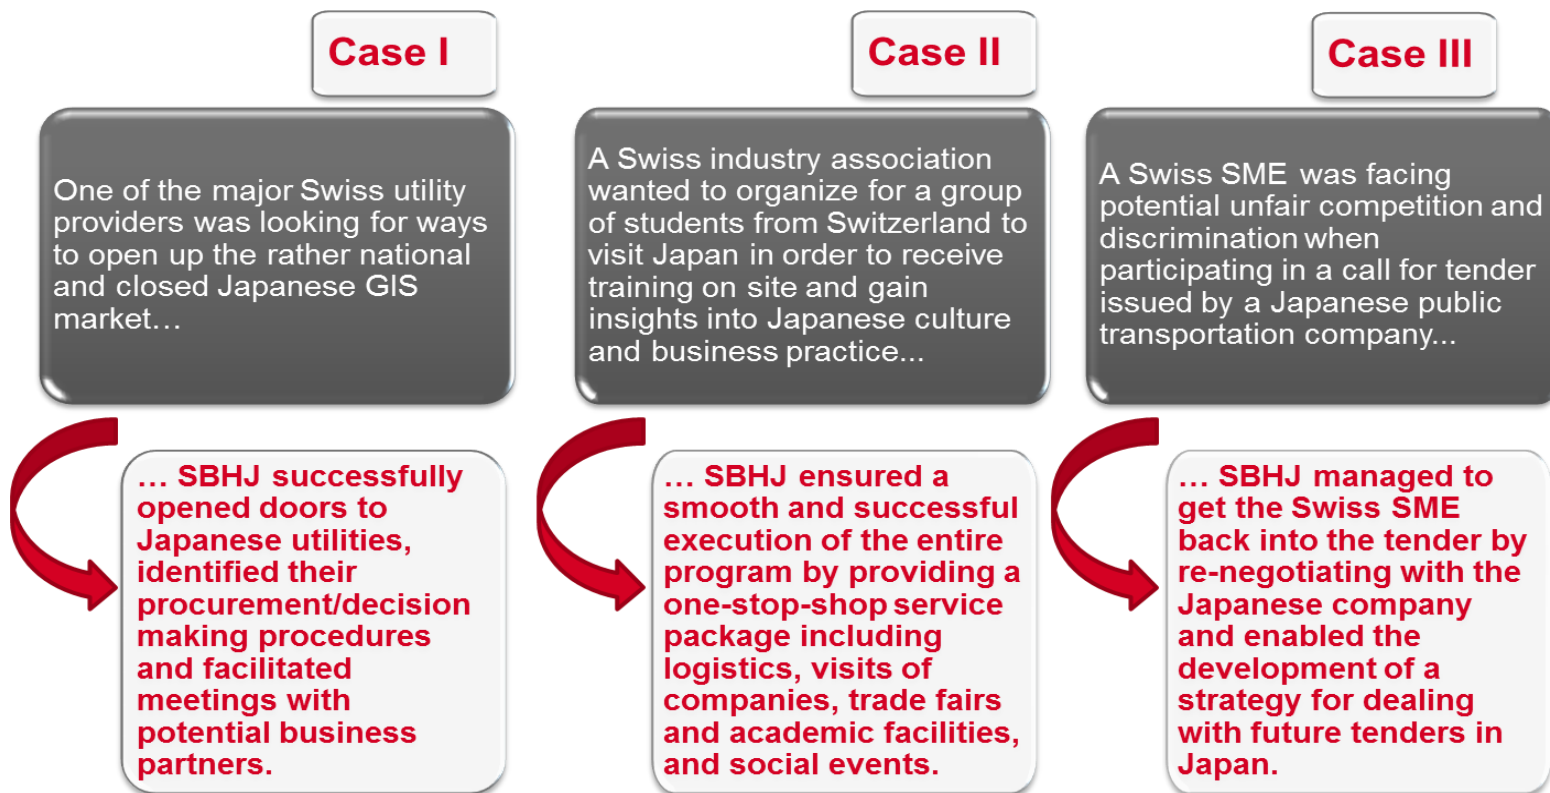 Case I
One of the major Swiss utility
providers was looking for ways
to open up the rather national
and closed Japanese GIS
market…
… SBHJ successfully
opened doors to
Japanese utilities,
identified their
procurement/decision
making procedures
and facilitated
meetings with
potential business
partners.
Case II
A Swiss industry association
wanted to organize for a group
of students from Switzerland to
visit Japan in order to receive
training on site and gain
insights into Japanese culture
and business practice...
… SBHJ ensured a
smooth and successful
execution of the entire
program by providing a
one-stop-shop service
package including
logistics, visits of
companies, trade fairs
and academic facilities,
and social events.
Case III
A Swiss SME was facing
potential unfair competition and
discrimination when
participating in a call for tender
issued by a Japanese public
transportation company...
… SBHJ managed to
get the Swiss SME
back into the tender by
re-negotiating with the
Japanese company
and enabled the
development of a
strategy for dealing
with future tenders in
Japan.